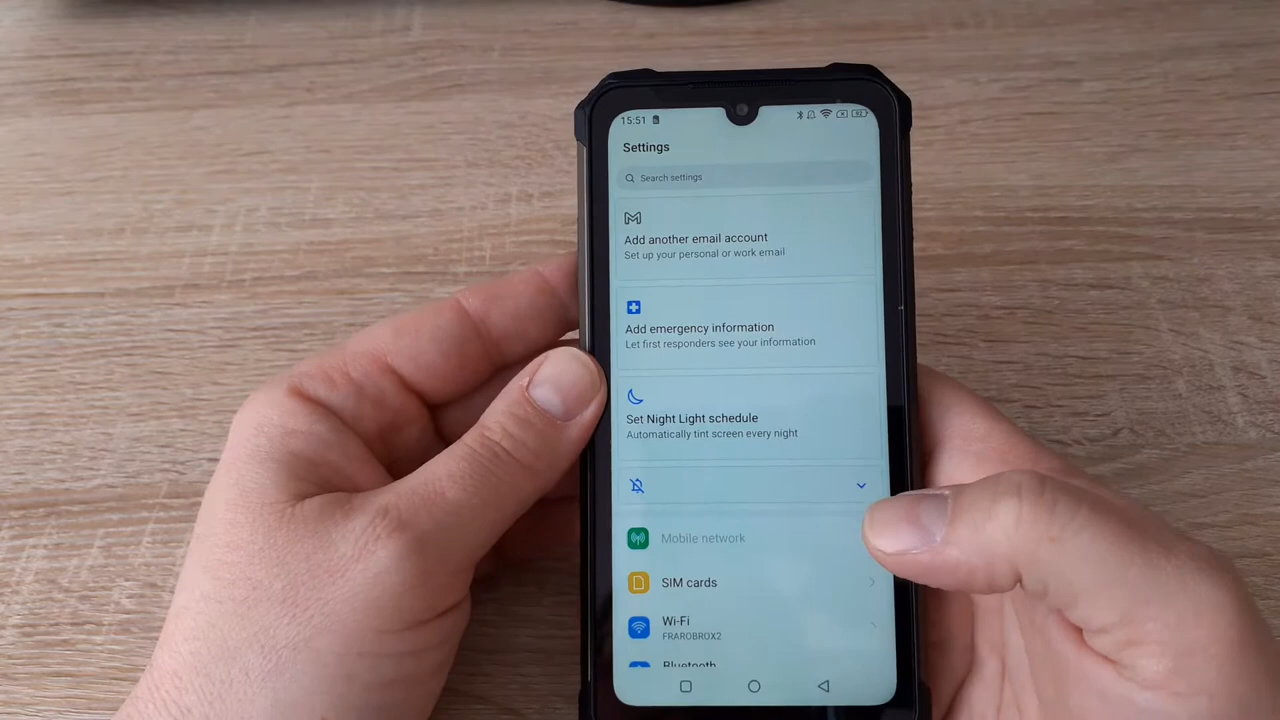 15:51
Settings
Search settings
Add another email account
Set up your personal or work email
Add emergency information
Let first responders see your information
Set Night Light schedule
Automatically tint screen every night
Mobile network
SIM cards
Wi-Fi
FRAROBROX2
Bluetooth